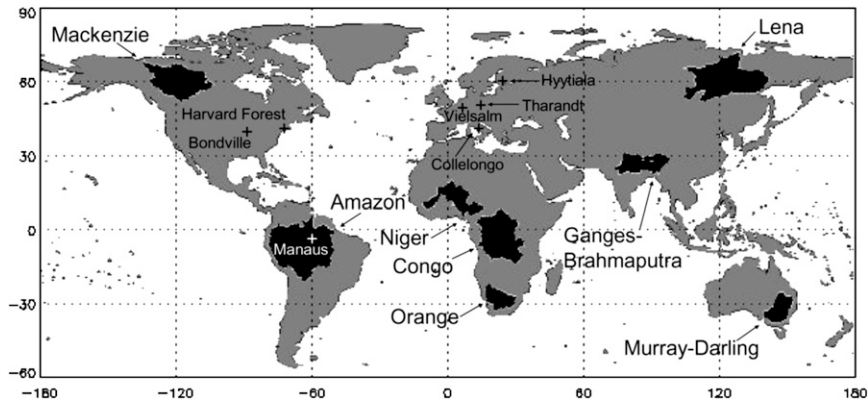 90
60
30
0
−30
−60
−180
−120
−60
0
60
120
180
Mackenzie
Lena
Hyytiala
Harvard Forest
Tharandt
Vielsalm
Bondville
Collelongo
Amazon
Manaus
Niger
Ganges-
Brahmaputra
Congo
Orange
Murray-Darling